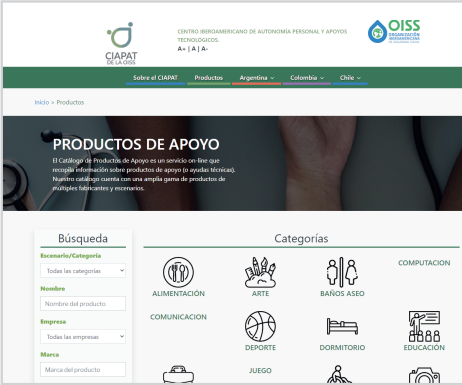 CIAPAT
DE LA OISS
CENTRO IBEROAMERICANO DE AUTONOMÍA PERSONAL Y APOYOS
TECNOLÓGICOS.
A+ | A | A-
OISS
ORGANIZACIÓN
IBEROAMERICANA
DE SEGURIDAD SOCIAL
Sobre el CIAPAT Productos Argentina Colombia Chile
Inicio » Productos
PRODUCTOS DE APOYO
El Catálogo de Productos de Apoyo es un servicio on-line que
recopila información sobre productos de apoyo (o ayudas técnicas).
Nuestro catálogo cuenta con una amplia gama de productos de
múltiples fabricantes y escenarios.
Búsqueda
Escenario/Categoría
Todas las categorías
Nombre
Nombre del producto
Empresa
Todas las empresas
Marca
Marca del producto
Categorías
ALIMENTACIÓN
ARTE
BAÑOS ASEO
COMPUTACION
COMUNICACION
DEPORTE
DORMITORIO
EDUCACIÓN
JUEGO